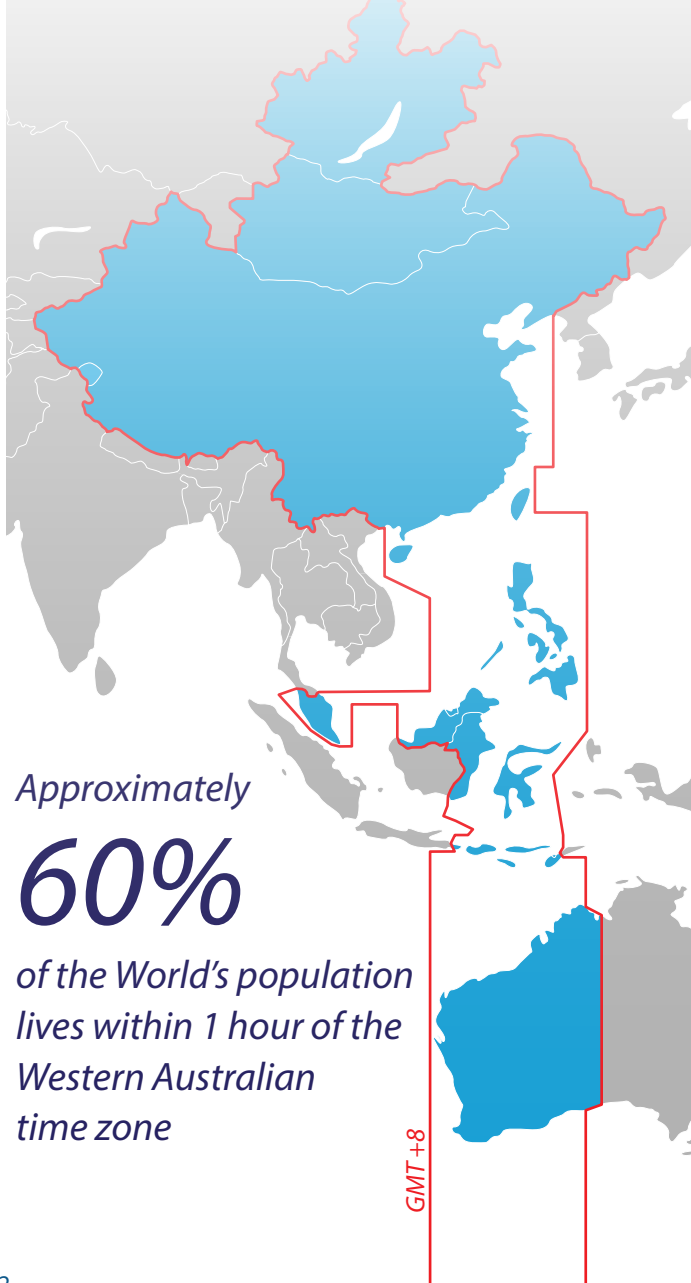 Approximately
60%
of the World's population
lives within 1 hour of the
Western Australian
time zone
GMT +8